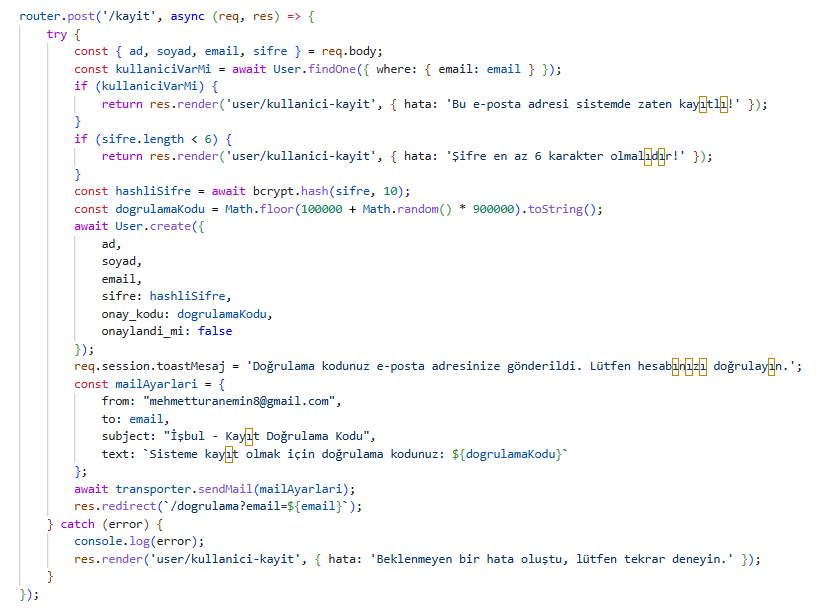 router.post('/kayit', async (req, res) => {
    try {
        const { ad, soyad, email, sifre } = req.body;
        const kullaniciVarMi = await User.findOne({ where: { email: email } });
        if (kullaniciVarMi) {
            return res.render('user/kullanici-kayit', { hata: 'Bu e-posta adresi sistemde zaten kayıtlı!' });
        }
        if (sifre.length < 6) {
            return res.render('user/kullanici-kayit', { hata: 'Şifre en az 6 karakter olmalıdır!' });
        }
        const hashliSifre = await bcrypt.hash(sifre, 10);
        const dogrulamaKodu = Math.floor(100000 + Math.random() * 900000).toString();
        await User.create({
            ad,
            soyad,
            email,
            sifre: hashliSifre,
            onay_kodu: dogrulamaKodu,
            onaylandi_mi: false
        });
        req.session.toastMesaj = 'Doğrulama kodunuz e-posta adresinize gönderildi. Lütfen hesabınızı doğrulayın.';
        const mailAyarlari = {
            from: "mehmetturanemin8@gmail.com",
            to: email,
            subject: "İşbul - Kayıt Doğrulama Kodu",
            text: `Sisteme kayıt olmak için doğrulama kodunuz: ${dogrulamaKodu}`
        };
        await transporter.sendMail(mailAyarlari);
        res.redirect(`/dogrulama?email=${email}`);
    } catch (error) {
        console.log(error);
        res.render('user/kullanici-kayit', { hata: 'Beklenmeyen bir hata oluştu, lütfen tekrar deneyin.' });
    }
});